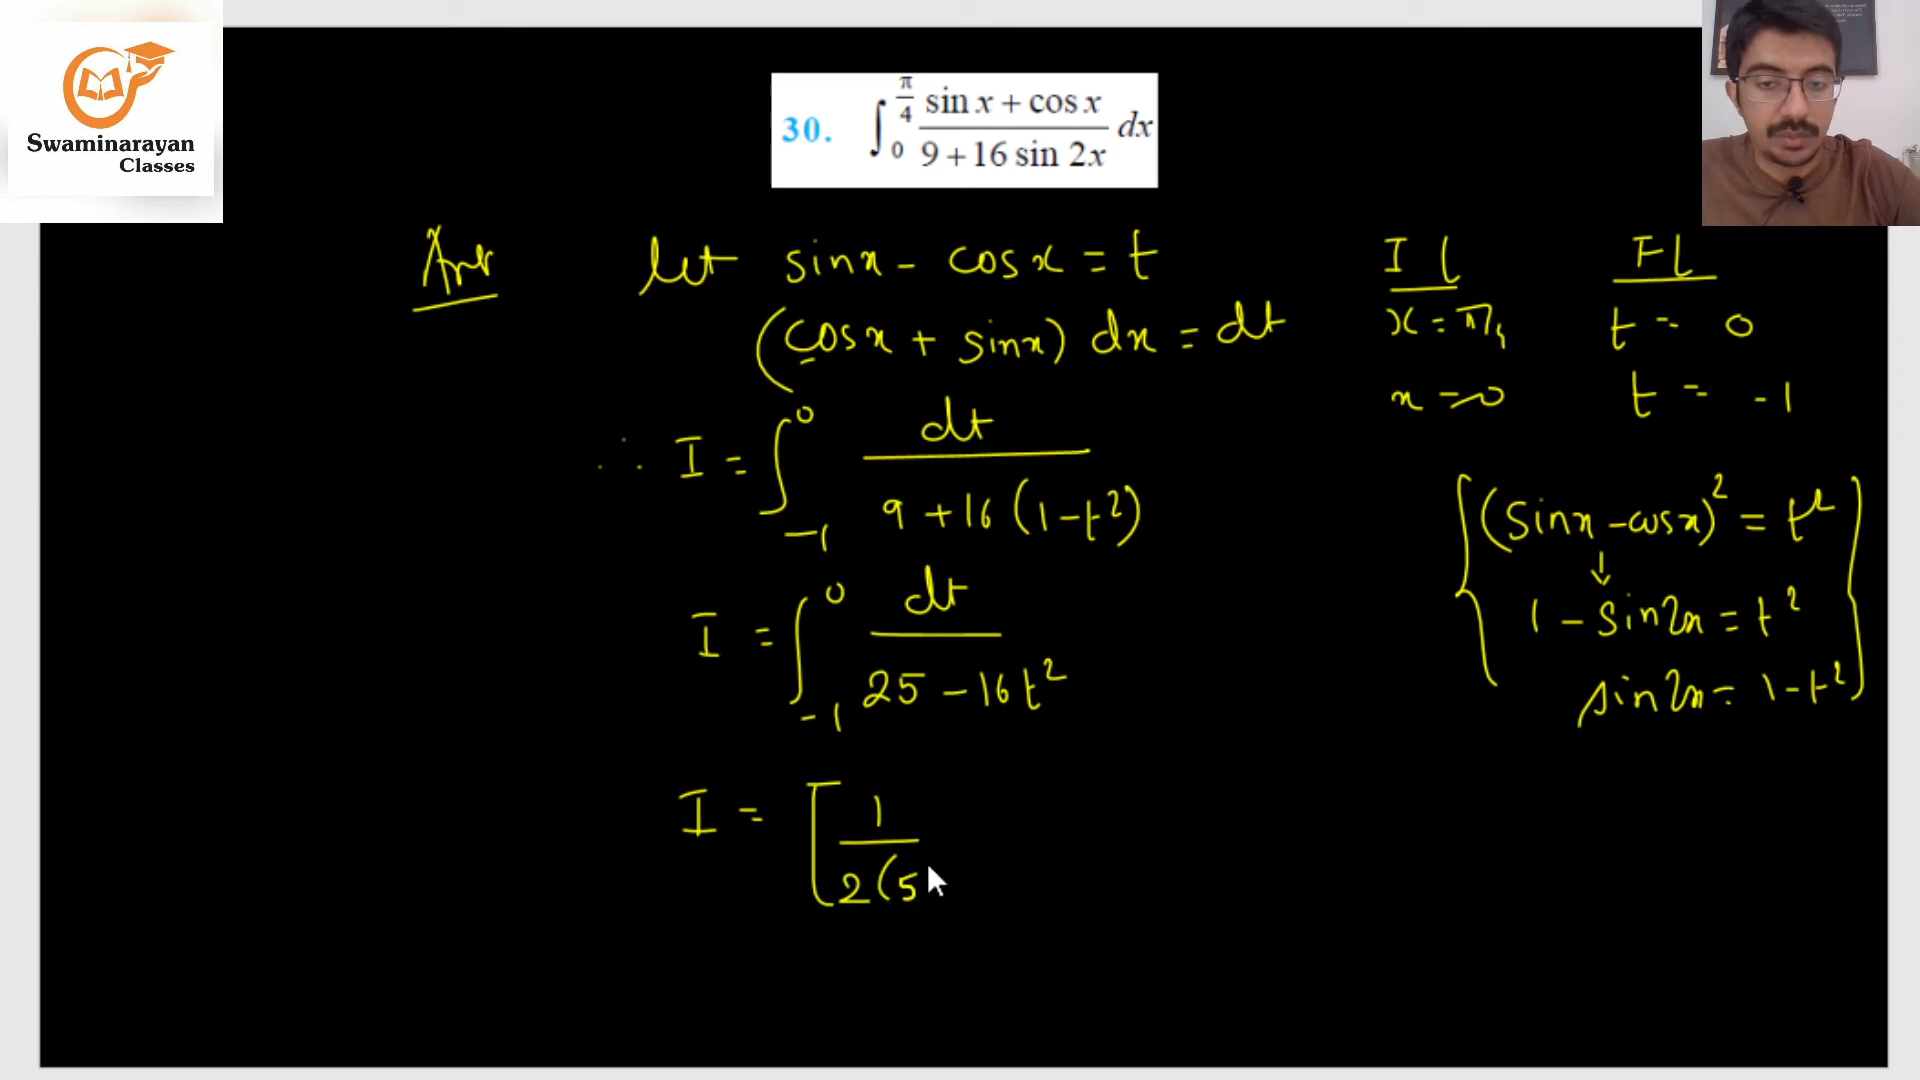 Swaminarayan
Classes
30. ∫₀^{π/4} (sin x + cos x)/(9 + 16 sin 2x) dx
Ans let sinx - cosx = t
(cosx + sinx) dx = dt
IL FL
x = π/4 t = 0
x = 0 t = -1
∴ I = ∫₋₁⁰ dt/(9 + 16(1 - t²))
{(sinx - cosx)² = t²
↓
1 - sin2x = t²
sin2x = 1 - t²}
I = ∫₋₁⁰ dt/(25 - 16t²)
I = [1/2(5